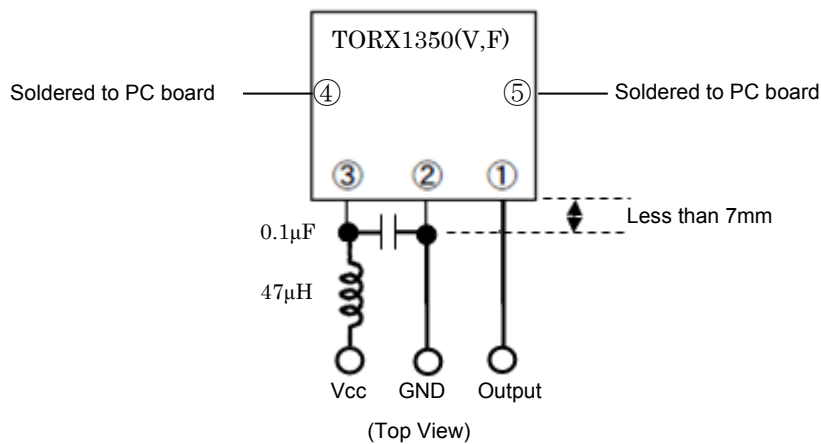 TORX1350(V,F)
Soldered to PC board
④
⑤
Soldered to PC board
③
②
①
Less than 7mm
0.1μF
47μH
Vcc
GND
Output
(Top View)